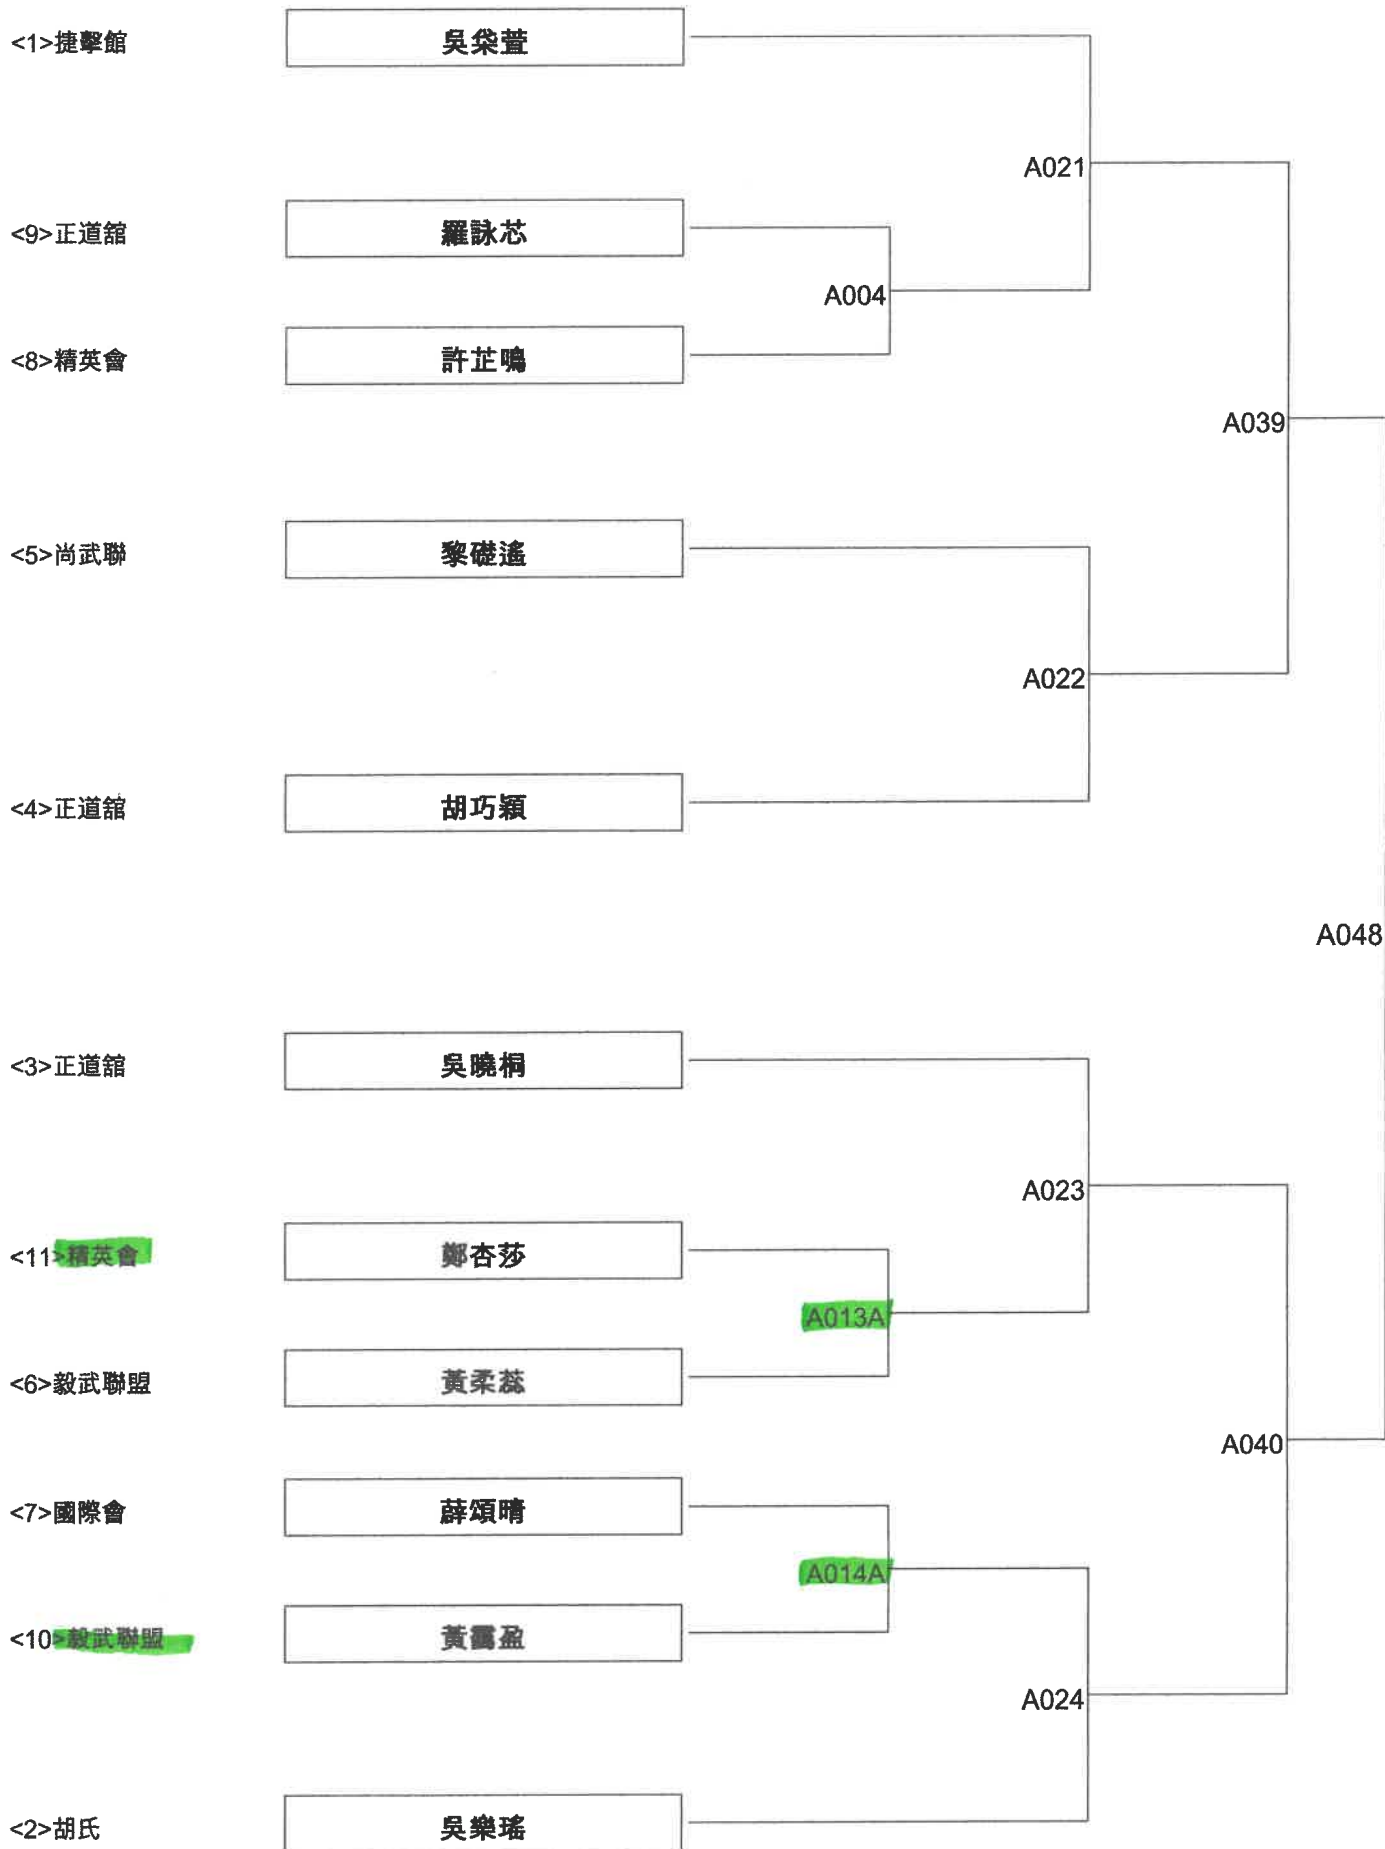 <1>捷擊館 吳袋萱
A021
<9>正道舘 羅詠芯
A004
<8>精英會 許芷鳴
A039
<5>尚武聯 黎礎遙
A022
<4>正道舘 胡巧穎
A048
<3>正道舘 吳曉桐
A023
<11>精英會 鄭杏莎
A013A
<6>毅武聯盟 黃柔蕊
A040
<7>國際會 薛頌晴
A014A
<10>毅武聯盟 黃靄盈
A024
<2>胡氏 吳樂瑤